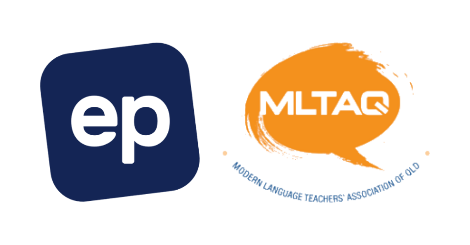 ep
MLTAQ
MODERN LANGUAGE TEACHERS' ASSOCIATION OF QLD